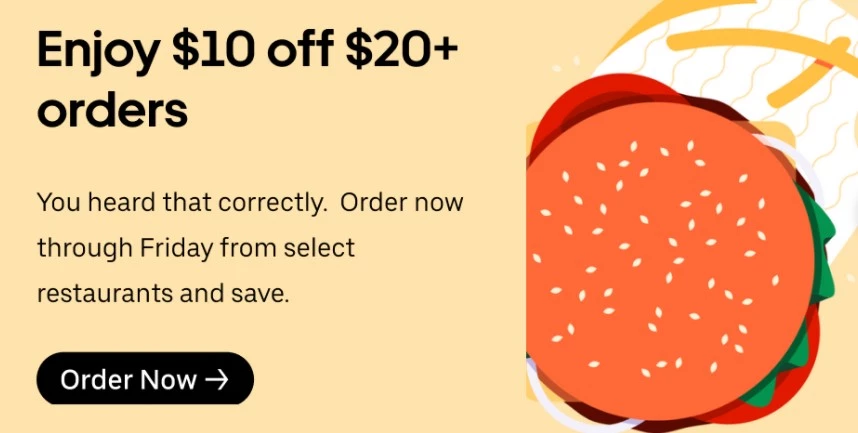 Enjoy $10 off $20+
orders
You heard that correctly.  Order now
through Friday from select
restaurants and save.
Order Now →